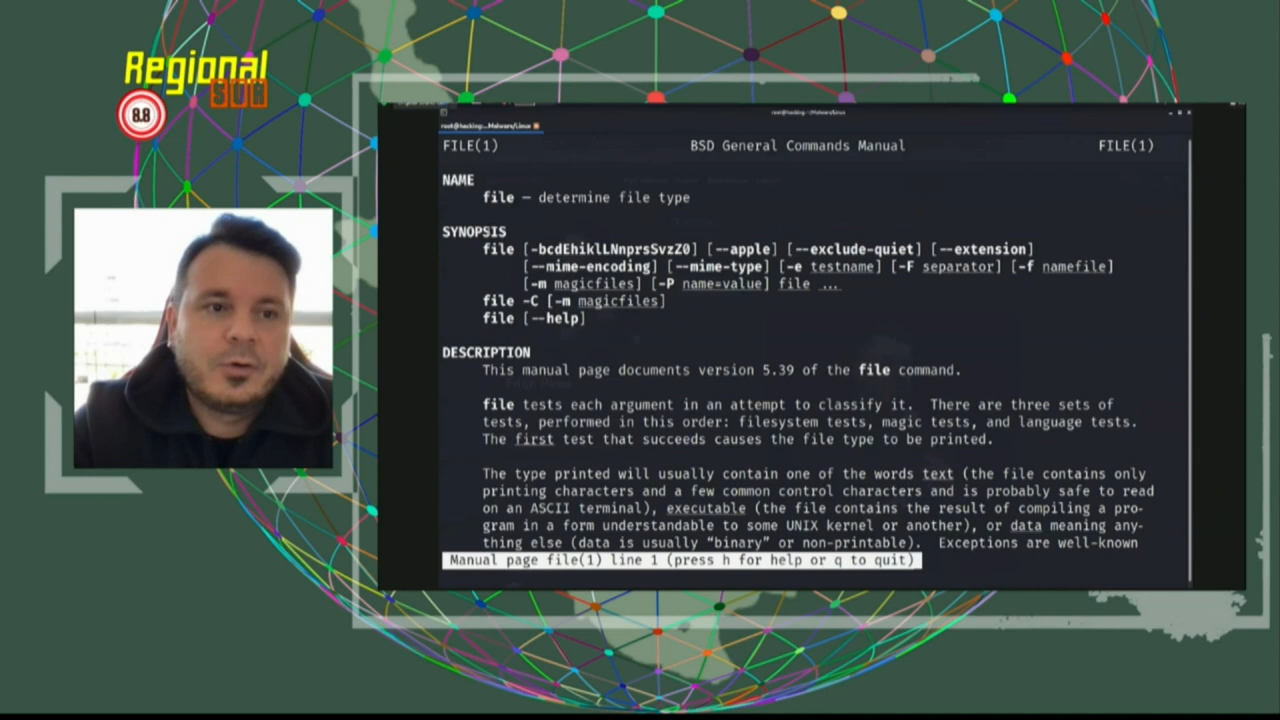 Regional
SUR
8.8
root@hacking:~/Malware/Linux
root@hacking:...Malware/Linux
FILE(1) BSD General Commands Manual FILE(1)
NAME
file — determine file type
SYNOPSIS
file [-bcdEhiklLNnprsSvzZ0] [--apple] [--exclude-quiet] [--extension]
[--mime-encoding] [--mime-type] [-e testname] [-F separator] [-f namefile]
[-m magicfiles] [-P name=value] file ...
file -C [-m magicfiles]
file [--help]
DESCRIPTION
This manual page documents version 5.39 of the file command.
file tests each argument in an attempt to classify it.  There are three sets of
tests, performed in this order: filesystem tests, magic tests, and language tests.
The first test that succeeds causes the file type to be printed.
The type printed will usually contain one of the words text (the file contains only
printing characters and a few common control characters and is probably safe to read
on an ASCII terminal), executable (the file contains the result of compiling a pro-
gram in a form understandable to some UNIX kernel or another), or data meaning any-
thing else (data is usually “binary” or non-printable).  Exceptions are well-known
Manual page file(1) line 1 (press h for help or q to quit)